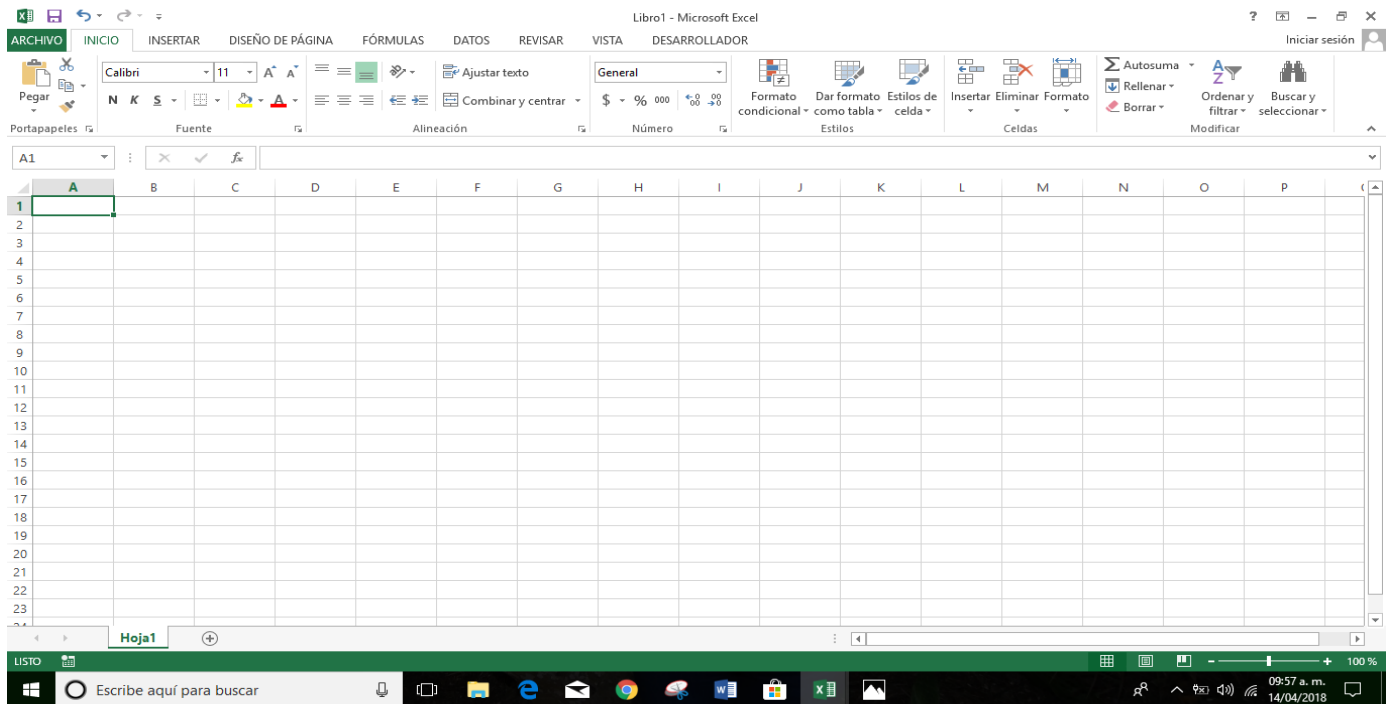 Libro1 - Microsoft Excel ?
ARCHIVO INICIO INSERTAR DISEÑO DE PÁGINA FÓRMULAS DATOS REVISAR VISTA DESARROLLADOR Iniciar sesión
Pegar
Portapapeles
Calibri 11
N K S A
Fuente
Ajustar texto
Combinar y centrar
Alineación
General
$ % 000
Número
Formato condicional
Dar formato como tabla
Estilos de celda
Estilos
Insertar Eliminar Formato
Celdas
Autosuma
Rellenar
Borrar
Ordenar y filtrar
Buscar y seleccionar
Modificar
A1 fx
A B C D E F G H I J K L M N O P
1
2
3
4
5
6
7
8
9
10
11
12
13
14
15
16
17
18
19
20
21
22
23
Hoja1
LISTO 100 %
Escribe aquí para buscar
09:57 a. m.
14/04/2018